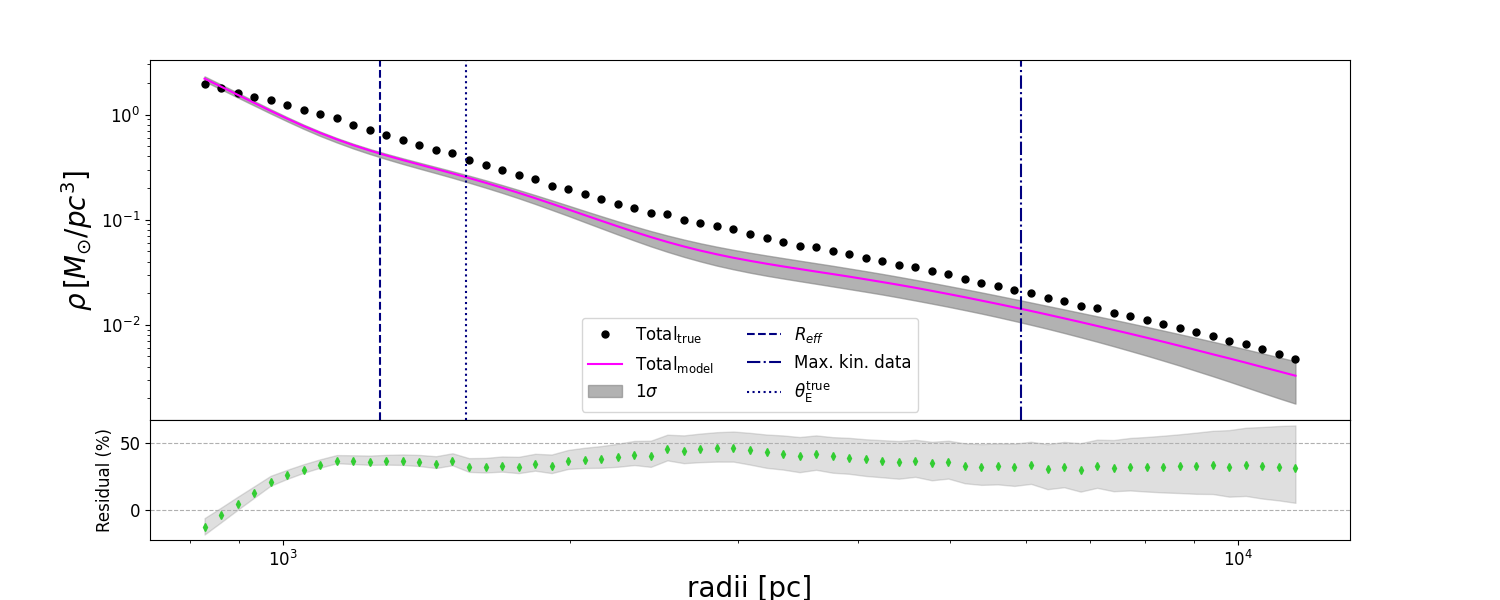 ρ [M⊙/pc³]
10⁰
10⁻¹
10⁻²
Total_true
Total_model
1σ
R_eff
Max. kin. data
θ_E^true
Residual (%)
50
0
10³
10⁴
radii [pc]